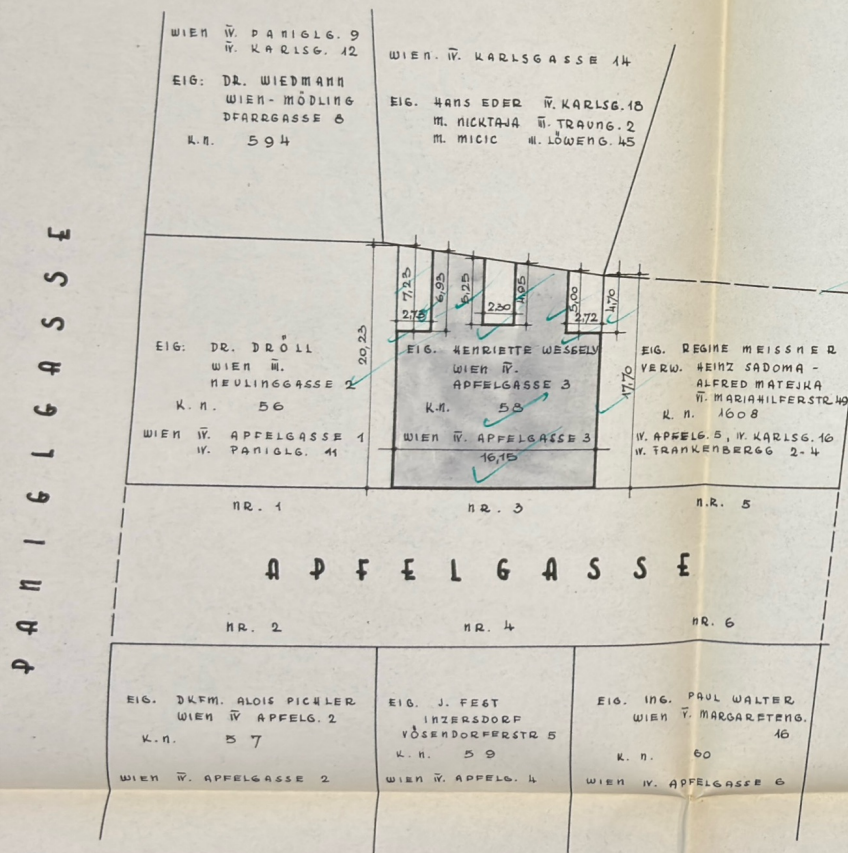 WIEN IV. PANIGLG. 9
IV. KARLSG. 12
EIG: DR. WIEDMANN
WIEN-MÖDLING
PFARRGASSE 8
K.N. 594
WIEN. IV. KARLSGASSE 14
EIG. HANS EDER IV. KARLSG. 18
M. NICKTAJA III. TRAUNG. 2
M. MICIC III. LÖWENG. 45
PANIGLGASSE
EIG: DR. DRÖLL
WIEN III.
NEULINGGASSE 2
K.N. 56
WIEN IV. APFELGASSE 1
IV. PANIGLG. 11
20,23
7,23
2,73
6,93
5,25
2,30
4,95
5,00
2,72
4,70
17,70
EIG. HENRIETTE WESSELY
WIEN IV.
APFELGASSE 3
K.N. 58
WIEN IV. APFELGASSE 3
16,15
EIG. REGINE MEISSNER
VERW. HEINZ SADOMA -
ALFRED MATEJKA
VI. MARIAHILFERSTR 49
K. N. 1608
IV. APFELG. 5, IV. KARLSG. 16
IV. FRANKENBERGG 2-4
NR. 1
NR. 3
N.R. 5
APFELGASSE
NR. 2
NR. 4
NR. 6
EIG. DKFM. ALOIS PICHLER
WIEN IV APFELG. 2
K.N. 57
WIEN IV. APFELGASSE 2
EIG. J. FEST
INZERSDORF
VÖSENDORFERSTR 5
K.N. 59
WIEN IV. APFELG. 4
EIG. ING. PAUL WALTER
WIEN V. MARGARETENG.
16
K. N. 60
WIEN IV. APFELGASSE 6